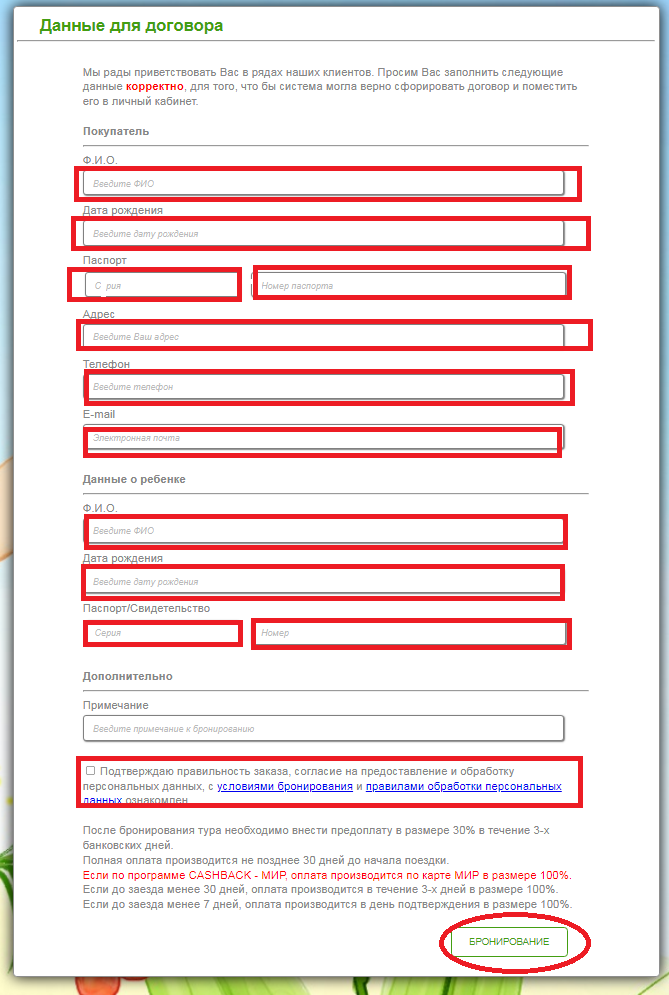 Данные для договора
Мы рады приветствовать Вас в рядах наших клиентов. Просим Вас заполнить следующие
данные корректно, для того, что бы система могла верно сфорировать договор и поместить
его в личный кабинет.
Покупатель
Ф.И.О.
Введите ФИО
Дата рождения
Введите дату рождения
Паспорт
Серия Номер паспорта
Адрес
Введите Ваш адрес
Телефон
Введите телефон
E-mail
Электронная почта
Данные о ребенке
Ф.И.О.
Введите ФИО
Дата рождения
Введите дату рождения
Паспорт/Свидетельство
Серия Номер
Дополнительно
Примечание
Введите примечание к бронированию
Подтверждаю правильность заказа, согласие на предоставление и обработку
персональных данных, с условиями бронирования и правилами обработки персональных
данных ознакомлен
После бронирования тура необходимо внести предоплату в размере 30% в течение 3-х
банковских дней.
Полная оплата производится не позднее 30 дней до начала поездки.
Если по программе CASHBACK - МИР, оплата производится по карте МИР в размере 100%.
Если до заезда менее 30 дней, оплата производится в течение 3-х дней в размере 100%.
Если до заезда менее 7 дней, оплата производится в день подтверждения в размере 100%.
БРОНИРОВАНИЕ